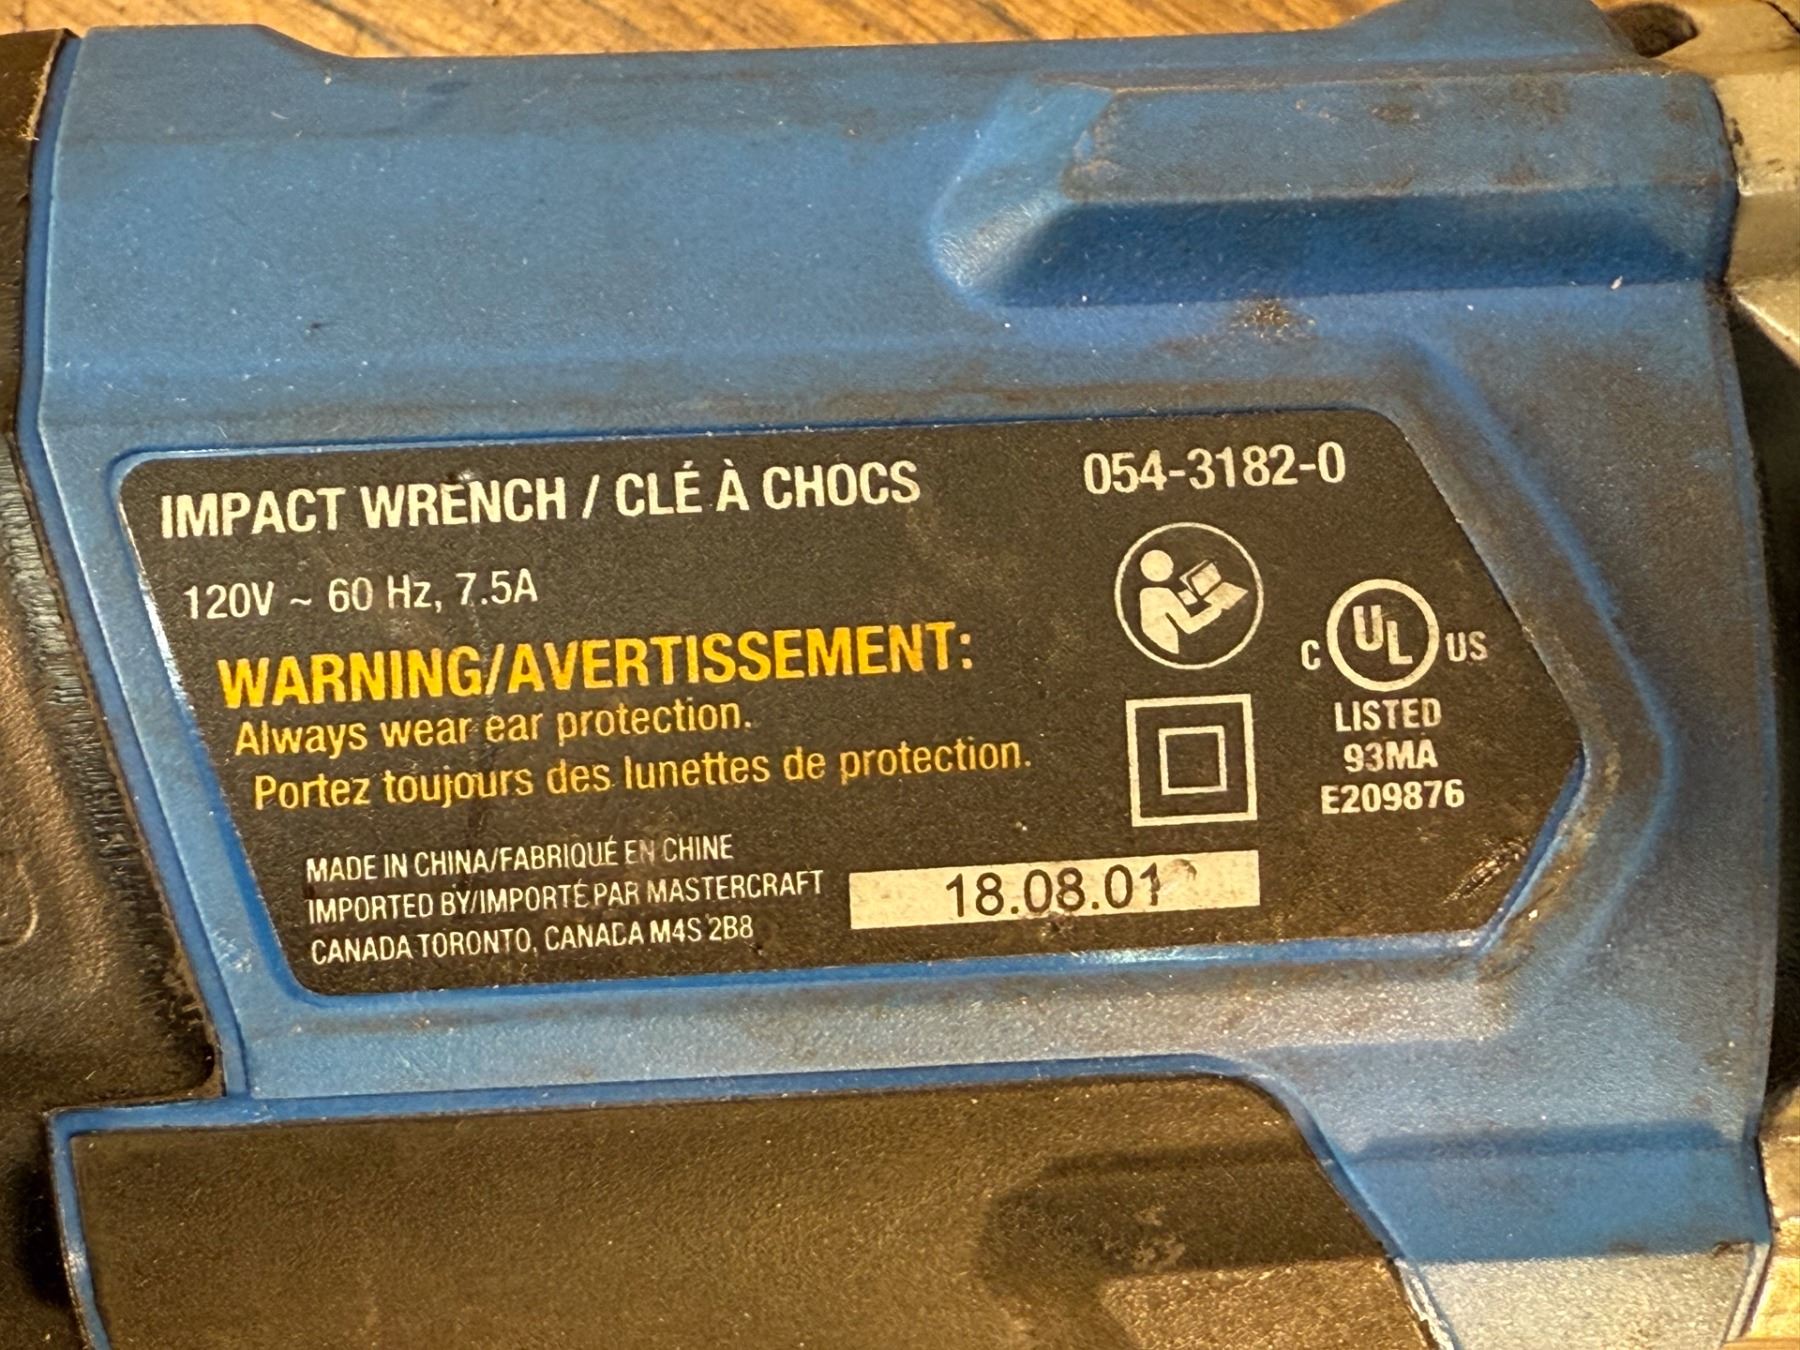 IMPACT WRENCH / CLÉ À CHOCS
054-3182-0
120V ~ 60 Hz, 7.5A
WARNING/AVERTISSEMENT:
Always wear ear protection.
Portez toujours des lunettes de protection.
C UL US
LISTED
93MA
E209876
MADE IN CHINA/FABRIQUÉ EN CHINE
IMPORTED BY/IMPORTÉ PAR MASTERCRAFT
CANADA TORONTO, CANADA M4S 2B8
18.08.01